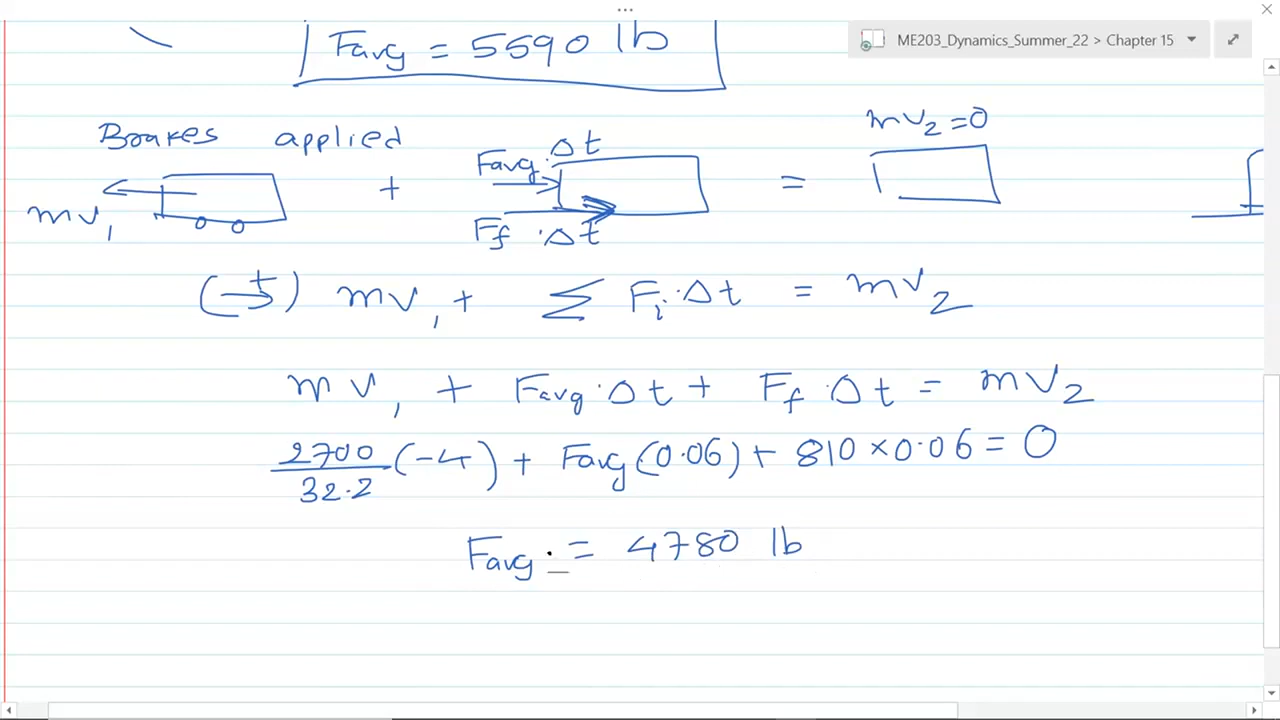 ME203_Dynamics_Summer_22 > Chapter 15
Favg = 5590 lb
Brakes applied
mv₁ + Favg·Δt Ff·Δt = mv₂=0
(→+) mv₁ + Σ Fᵢ·Δt = mv₂
mv₁ + Favg·Δt + Ff·Δt = mv₂
2700/32.2 (-4) + Favg(0.06) + 810×0.06 = 0
Favg· = 4780 lb